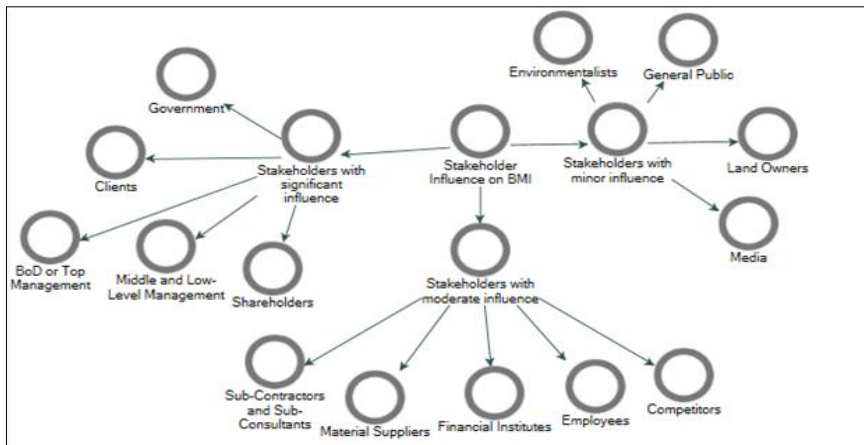 Environmentalists
General Public
Government
Stakeholders with
significant
influence
Stakeholder
Influence on BMI
Stakeholders with
minor influence
Land Owners
Clients
Media
BoD or Top
Management
Middle and Low-
Level Management
Shareholders
Stakeholders with
moderate influence
Sub-Contractors
and Sub-
Consultants
Material Suppliers
Financial Institutes
Employees
Competitors